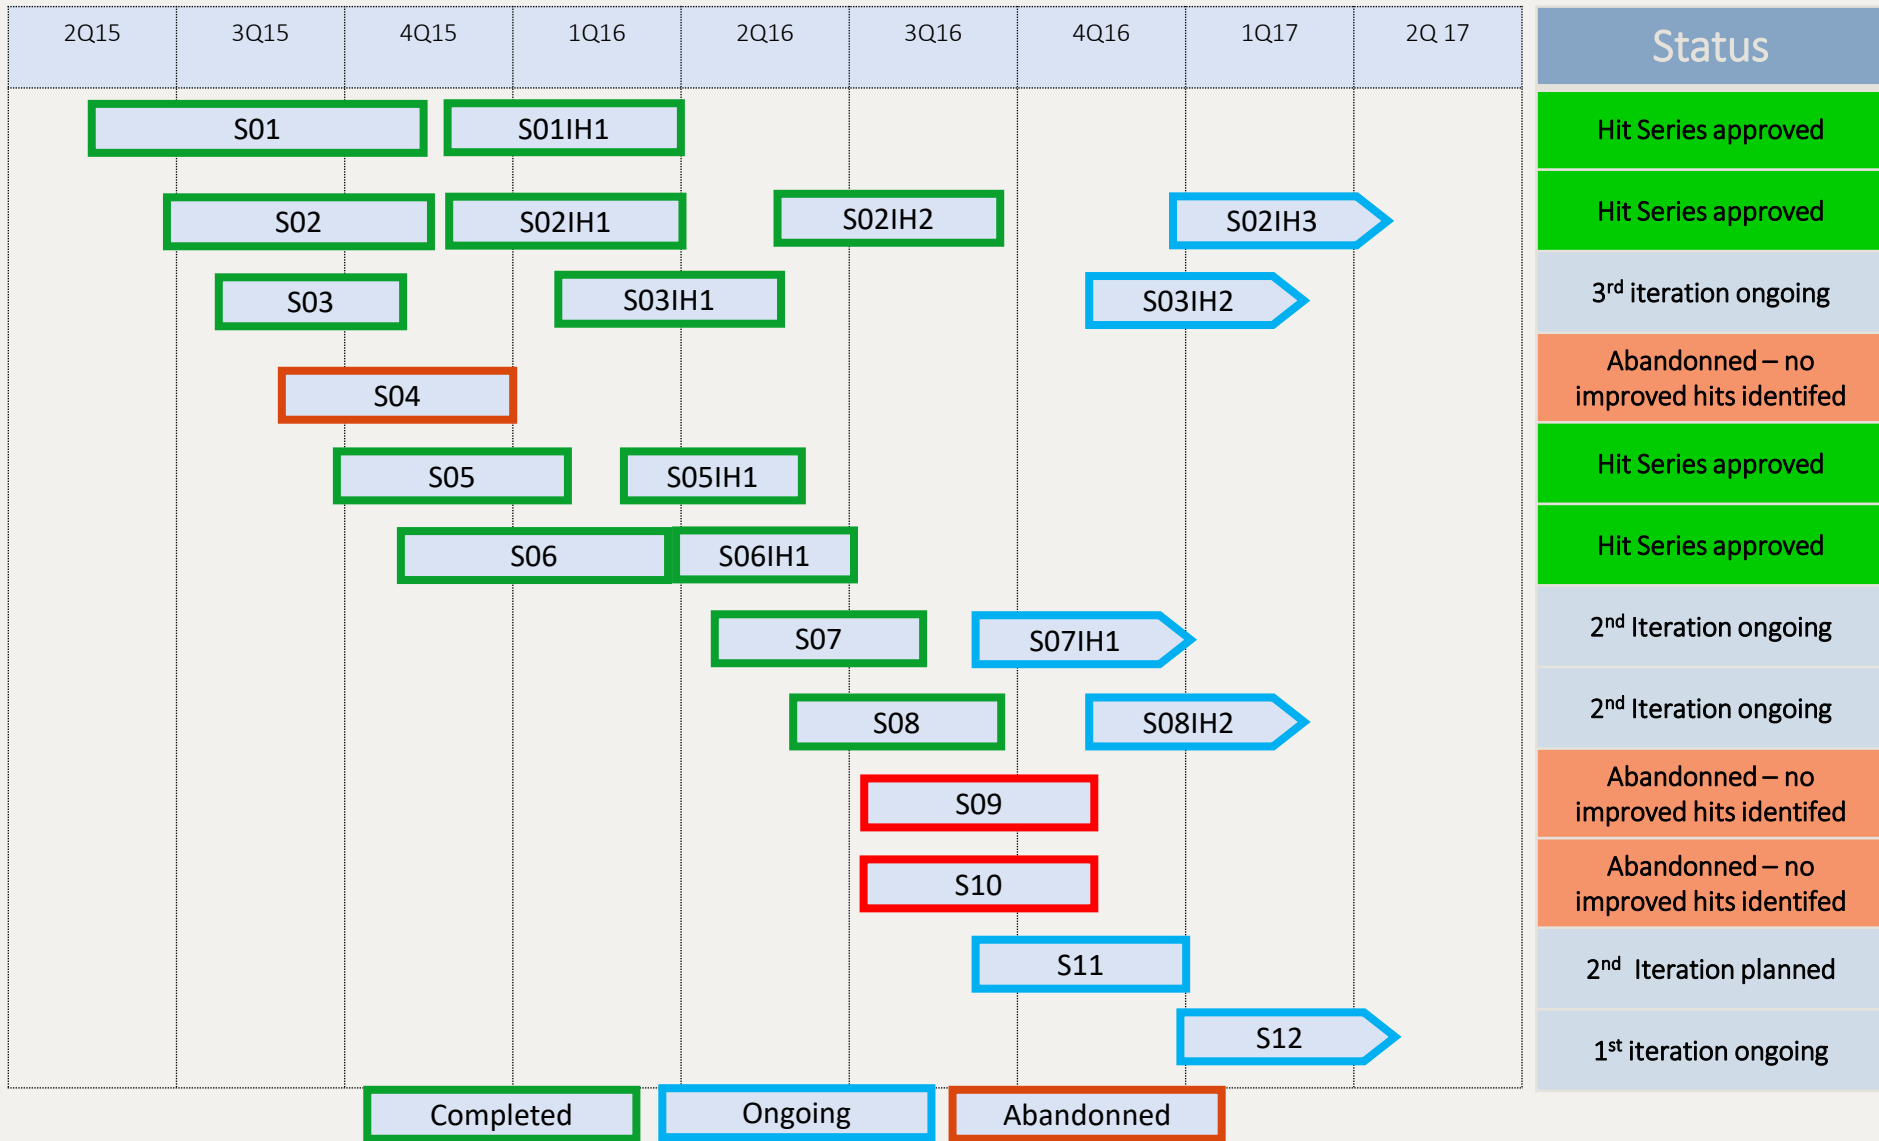 2Q15 3Q15 4Q15 1Q16 2Q16 3Q16 4Q16 1Q17 2Q 17 Status
S01 S01IH1 Hit Series approved
S02 S02IH1 S02IH2 S02IH3 Hit Series approved
S03 S03IH1 S03IH2 3rd iteration ongoing
S04 Abandonned – no
improved hits identifed
S05 S05IH1 Hit Series approved
S06 S06IH1 Hit Series approved
S07 S07IH1 2nd Iteration ongoing
S08 S08IH2 2nd Iteration ongoing
S09 Abandonned – no
improved hits identifed
S10 Abandonned – no
improved hits identifed
S11 2nd Iteration planned
S12 1st iteration ongoing
Completed Ongoing Abandonned